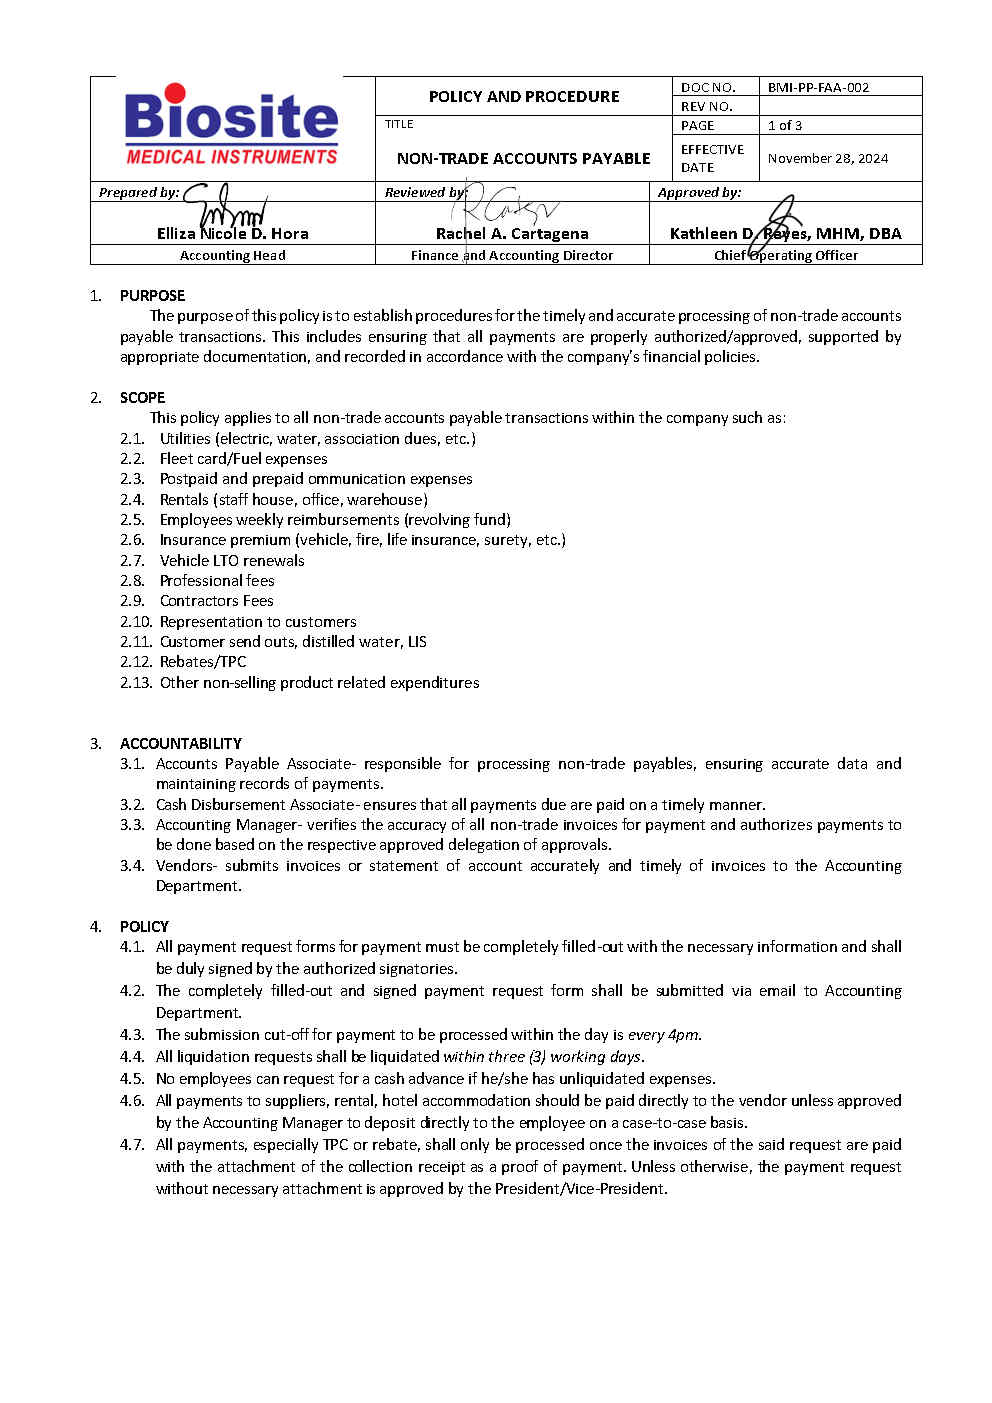 Biosite
MEDICAL INSTRUMENTS
POLICY AND PROCEDURE
DOC NO. BMI-PP-FAA-002
REV NO.
TITLE
NON-TRADE ACCOUNTS PAYABLE
PAGE 1 of 3
EFFECTIVE DATE November 28, 2024
Prepared by: Reviewed by: Approved by:
Elliza Nicole D. Hora Rachel A. Cartagena Kathleen D. Reyes, MHM, DBA
Accounting Head Finance and Accounting Director Chief Operating Officer
1. PURPOSE
The purpose of this policy is to establish procedures for the timely and accurate processing of non-trade accounts
payable transactions. This includes ensuring that all payments are properly authorized/approved, supported by
appropriate documentation, and recorded in accordance with the company's financial policies.
2. SCOPE
This policy applies to all non-trade accounts payable transactions within the company such as:
2.1. Utilities (electric, water, association dues, etc.)
2.2. Fleet card/Fuel expenses
2.3. Postpaid and prepaid ommunication expenses
2.4. Rentals (staff house, office, warehouse)
2.5. Employees weekly reimbursements (revolving fund)
2.6. Insurance premium (vehicle, fire, life insurance, surety, etc.)
2.7. Vehicle LTO renewals
2.8. Professional fees
2.9. Contractors Fees
2.10. Representation to customers
2.11. Customer send outs, distilled water, LIS
2.12. Rebates/TPC
2.13. Other non-selling product related expenditures
3. ACCOUNTABILITY
3.1. Accounts Payable Associate- responsible for processing non-trade payables, ensuring accurate data and
maintaining records of payments.
3.2. Cash Disbursement Associate- ensures that all payments due are paid on a timely manner.
3.3. Accounting Manager- verifies the accuracy of all non-trade invoices for payment and authorizes payments to
be done based on the respective approved delegation of approvals.
3.4. Vendors- submits invoices or statement of account accurately and timely of invoices to the Accounting
Department.
4. POLICY
4.1. All payment request forms for payment must be completely filled-out with the necessary information and shall
be duly signed by the authorized signatories.
4.2. The completely filled-out and signed payment request form shall be submitted via email to Accounting
Department.
4.3. The submission cut-off for payment to be processed within the day is every 4pm.
4.4. All liquidation requests shall be liquidated within three (3) working days.
4.5. No employees can request for a cash advance if he/she has unliquidated expenses.
4.6. All payments to suppliers, rental, hotel accommodation should be paid directly to the vendor unless approved
by the Accounting Manager to deposit directly to the employee on a case-to-case basis.
4.7. All payments, especially TPC or rebate, shall only be processed once the invoices of the said request are paid
with the attachment of the collection receipt as a proof of payment. Unless otherwise, the payment request
without necessary attachment is approved by the President/Vice-President.